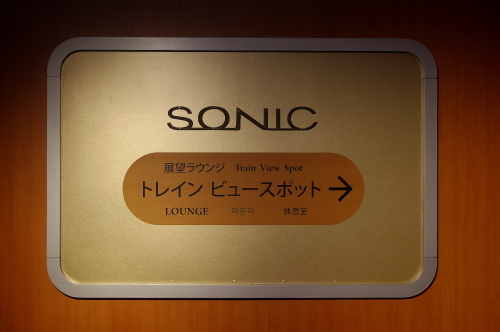 SONIC
展望ラウンジ Train View Spot
トレイン ビュースポット →
LOUNGE 라운지 休息室